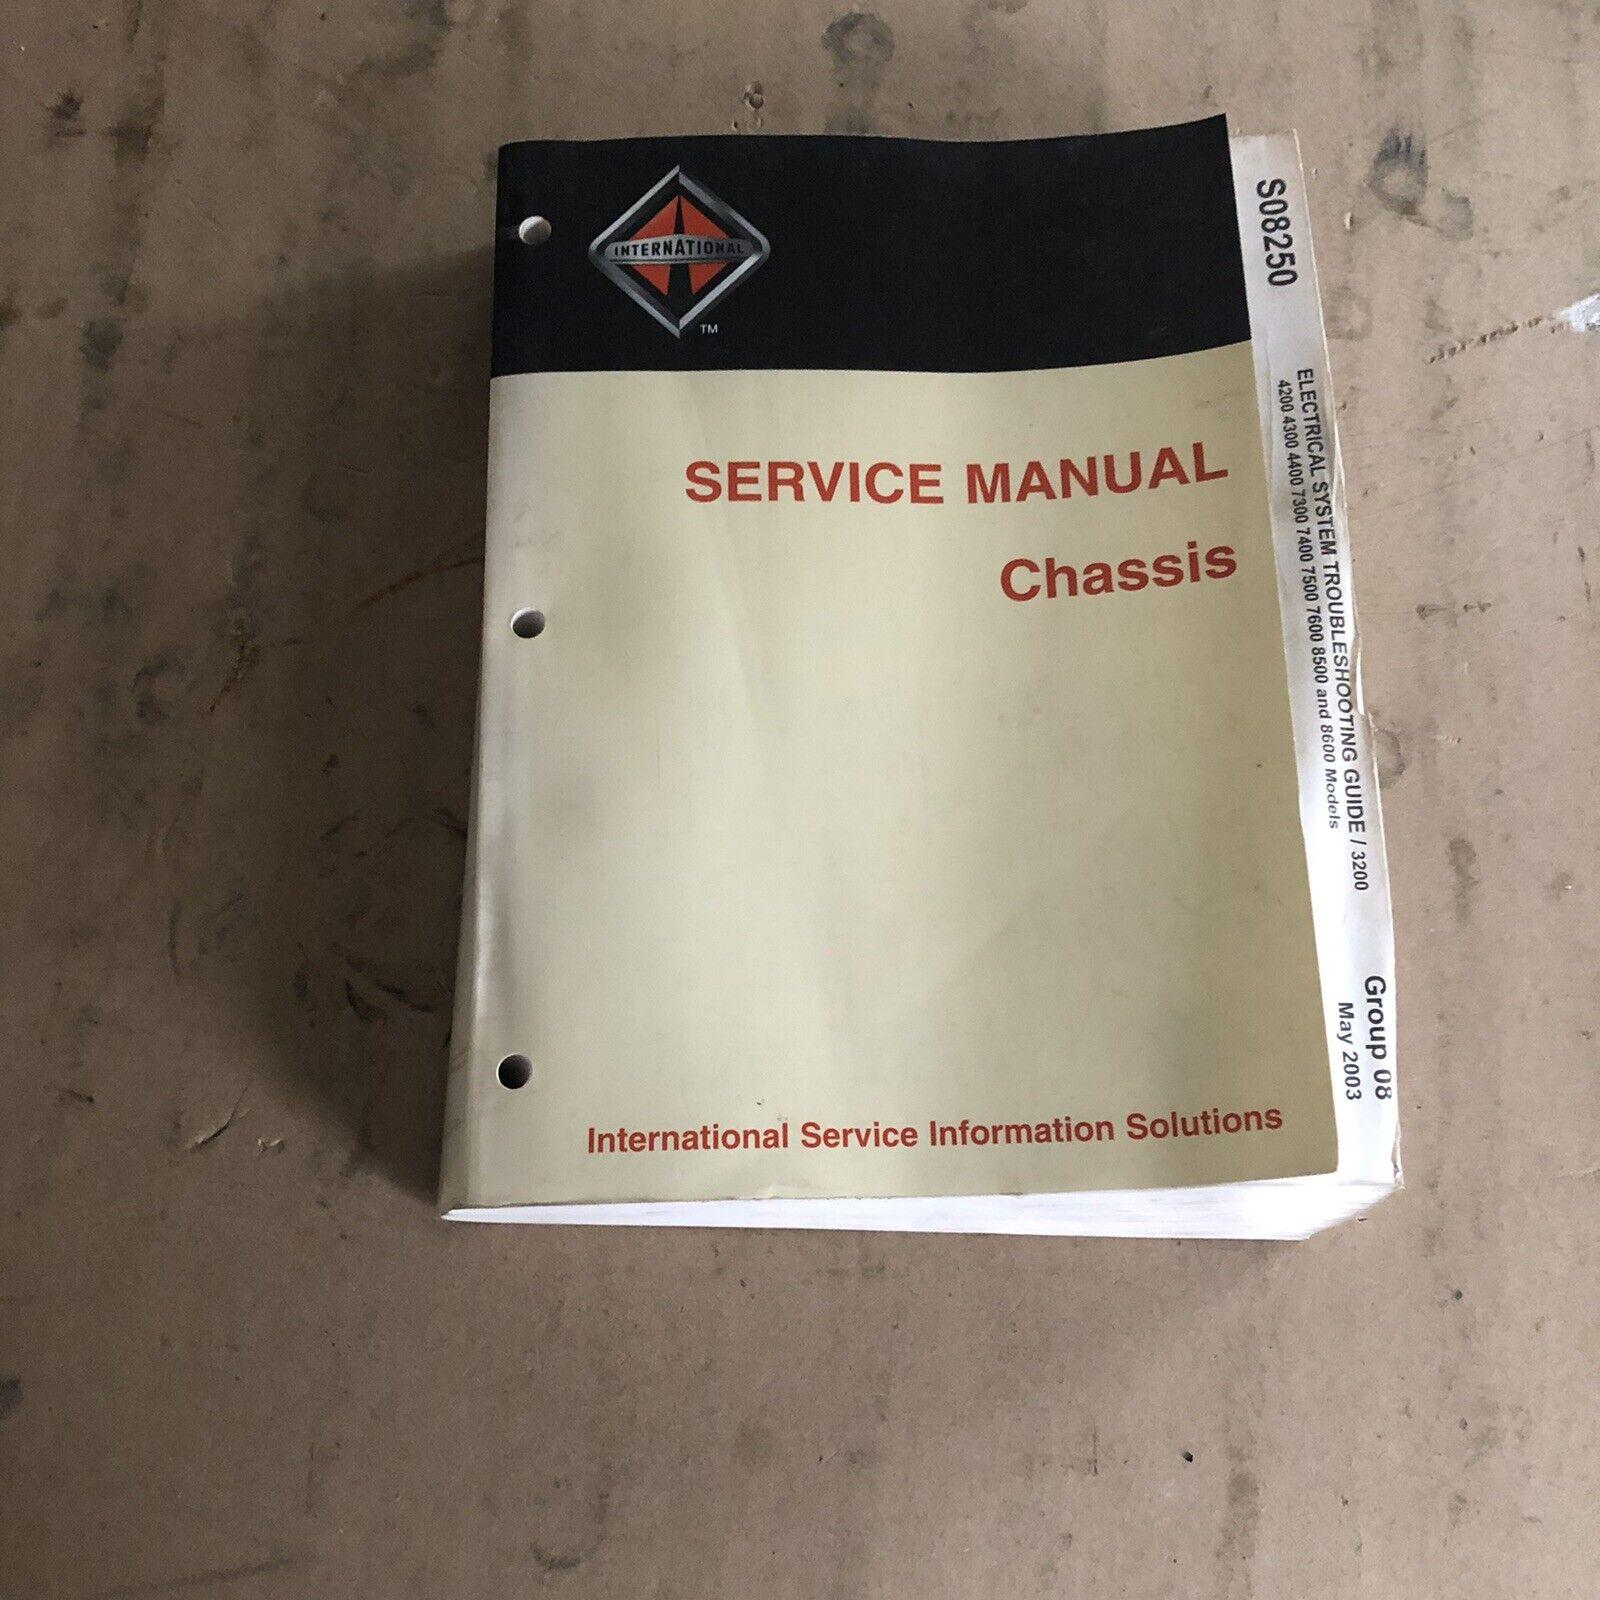 INTERNATIONAL
TM
SERVICE MANUAL
Chassis
International Service Information Solutions
S08250
ELECTRICAL SYSTEM TROUBLESHOOTING GUIDE / 3200
4200 4300 4400 7300 7400 7500 7600 8500 and 8600 Models
Group 08
May 2003